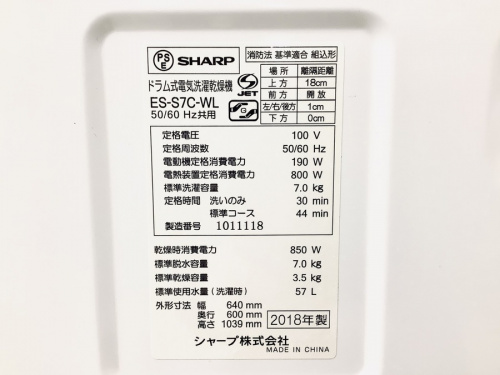 PSE SHARP
ドラム式電気洗濯乾燥機
ES-S7C-WL
50/60 Hz共用
JET
G
消防法 基準適合 組込形
場所 離隔距離
上方 18cm
前方 開放
左/右/後方 1cm
下方 0cm
定格電圧 100 V
定格周波数 50/60 Hz
電動機定格消費電力 190 W
電熱装置定格消費電力 800 W
標準洗濯容量 7.0 kg
定格時間 洗いのみ 30 min
標準コース 44 min
製造番号 1011118
乾燥時消費電力 850 W
標準脱水容量 7.0 kg
標準乾燥容量 3.5 kg
標準使用水量(洗濯時) 57 L
外形寸法 幅 640 mm
奥行 600 mm
高さ 1039 mm
2018年製
シャープ株式会社
MADE IN CHINA